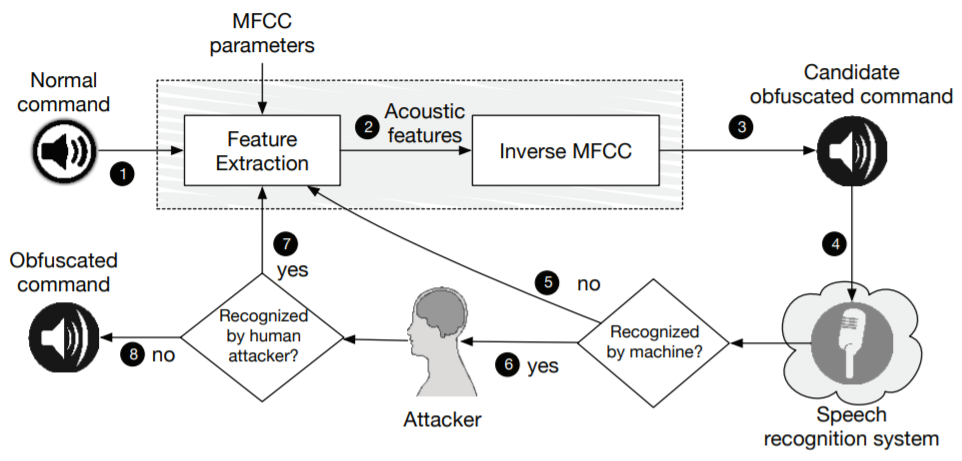 MFCC
parameters
Normal
command
1
Feature
Extraction
2
Acoustic
features
Inverse MFCC
3
Candidate
obfuscated command
4
Speech
recognition system
Recognized
by machine?
5
no
6
yes
Attacker
Recognized
by human
attacker?
7
yes
8
no
Obfuscated
command